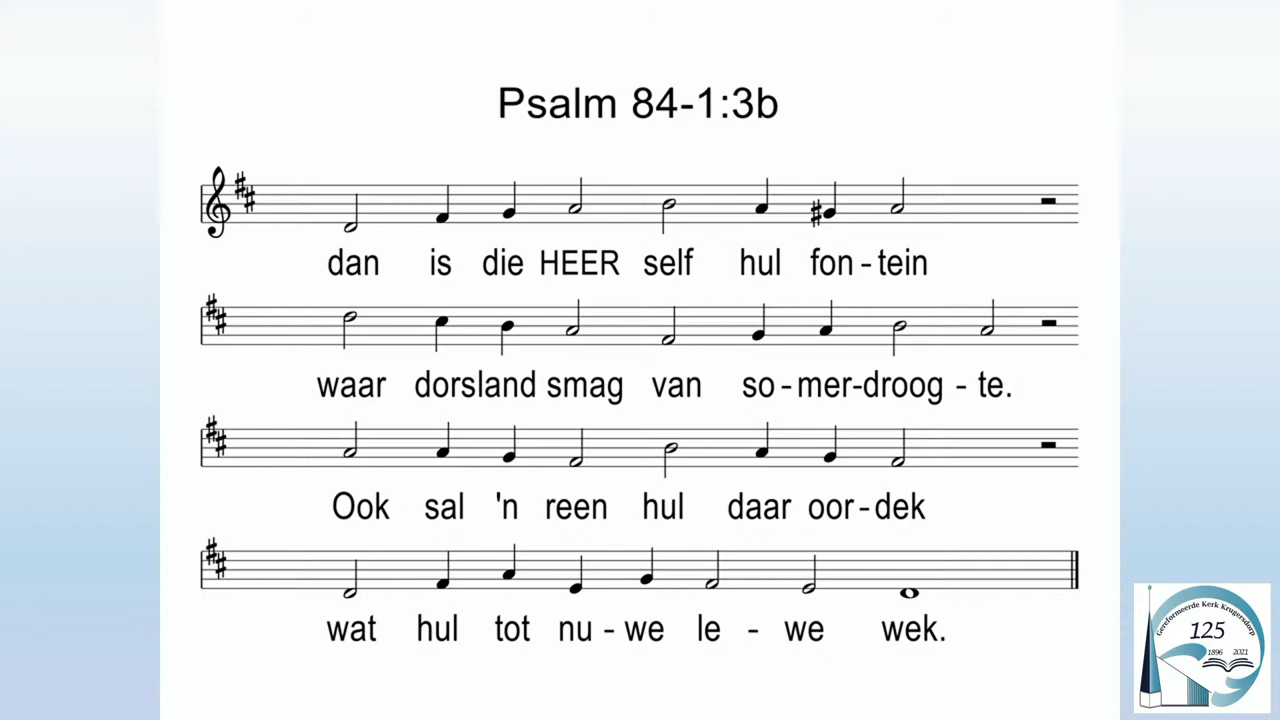 Psalm 84-1:3b
dan is die HEER self hul fon-tein
waar dorsland smag van so-mer-droog-te.
Ook sal 'n reen hul daar oor-dek
wat hul tot nu-we le-we wek.
Gereformeerde Kerk Krugersdorp
125
1896 2021